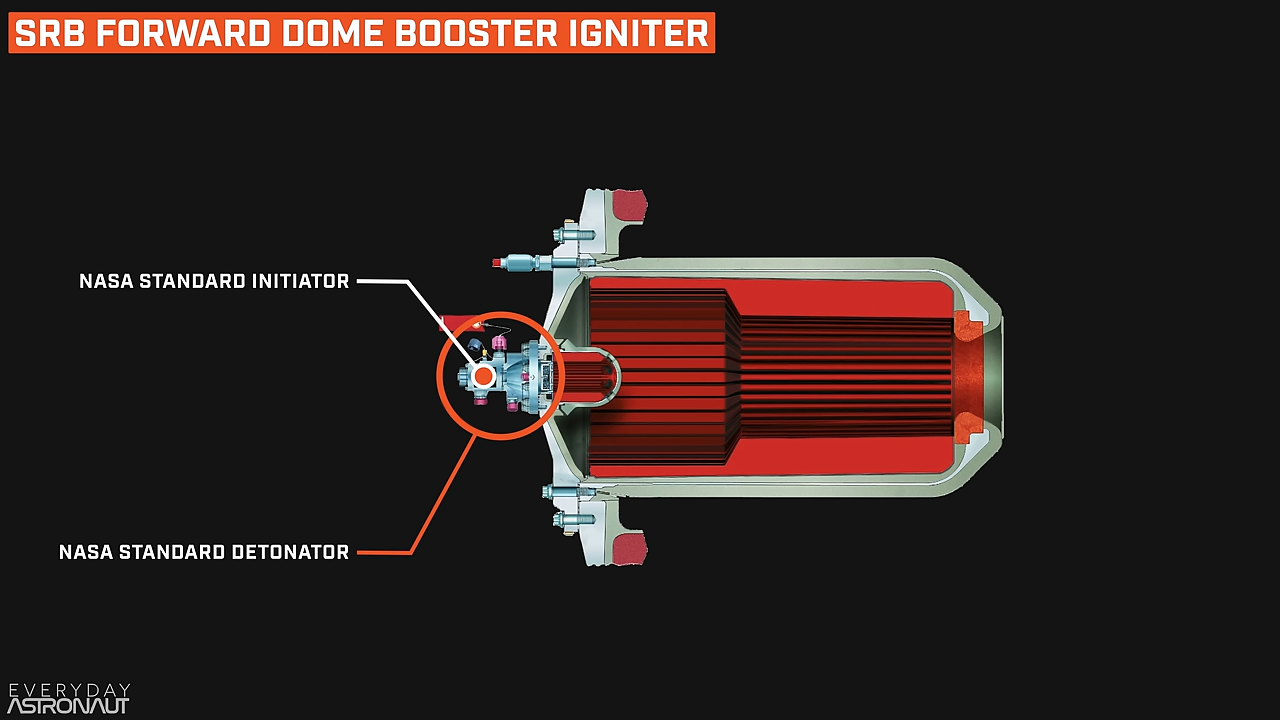 SRB FORWARD DOME BOOSTER IGNITER
NASA STANDARD INITIATOR
NASA STANDARD DETONATOR
EVERYDAY
ASTRONAUT